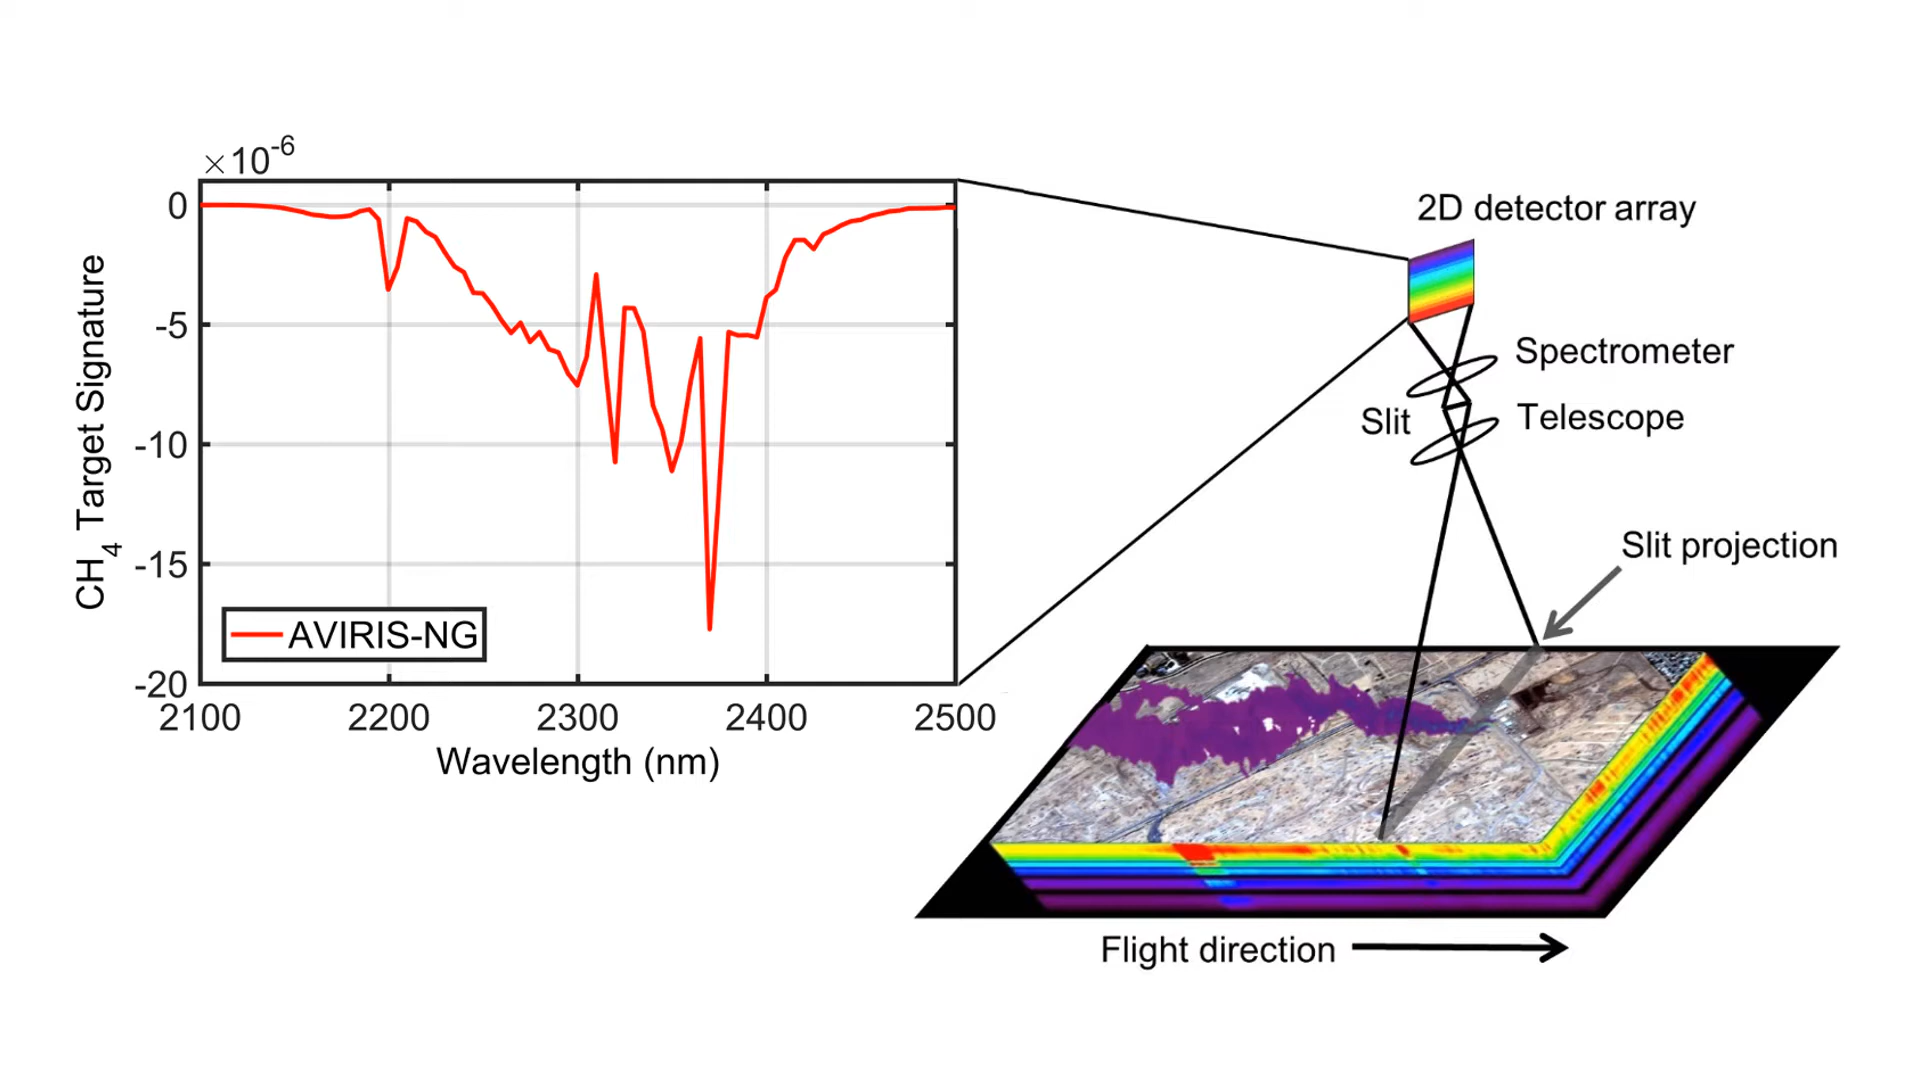 ×10-6
0
-5
-10
-15
-20
CH4 Target Signature
AVIRIS-NG
2100 2200 2300 2400 2500
Wavelength (nm)
2D detector array
Spectrometer
Slit
Telescope
Slit projection
Flight direction